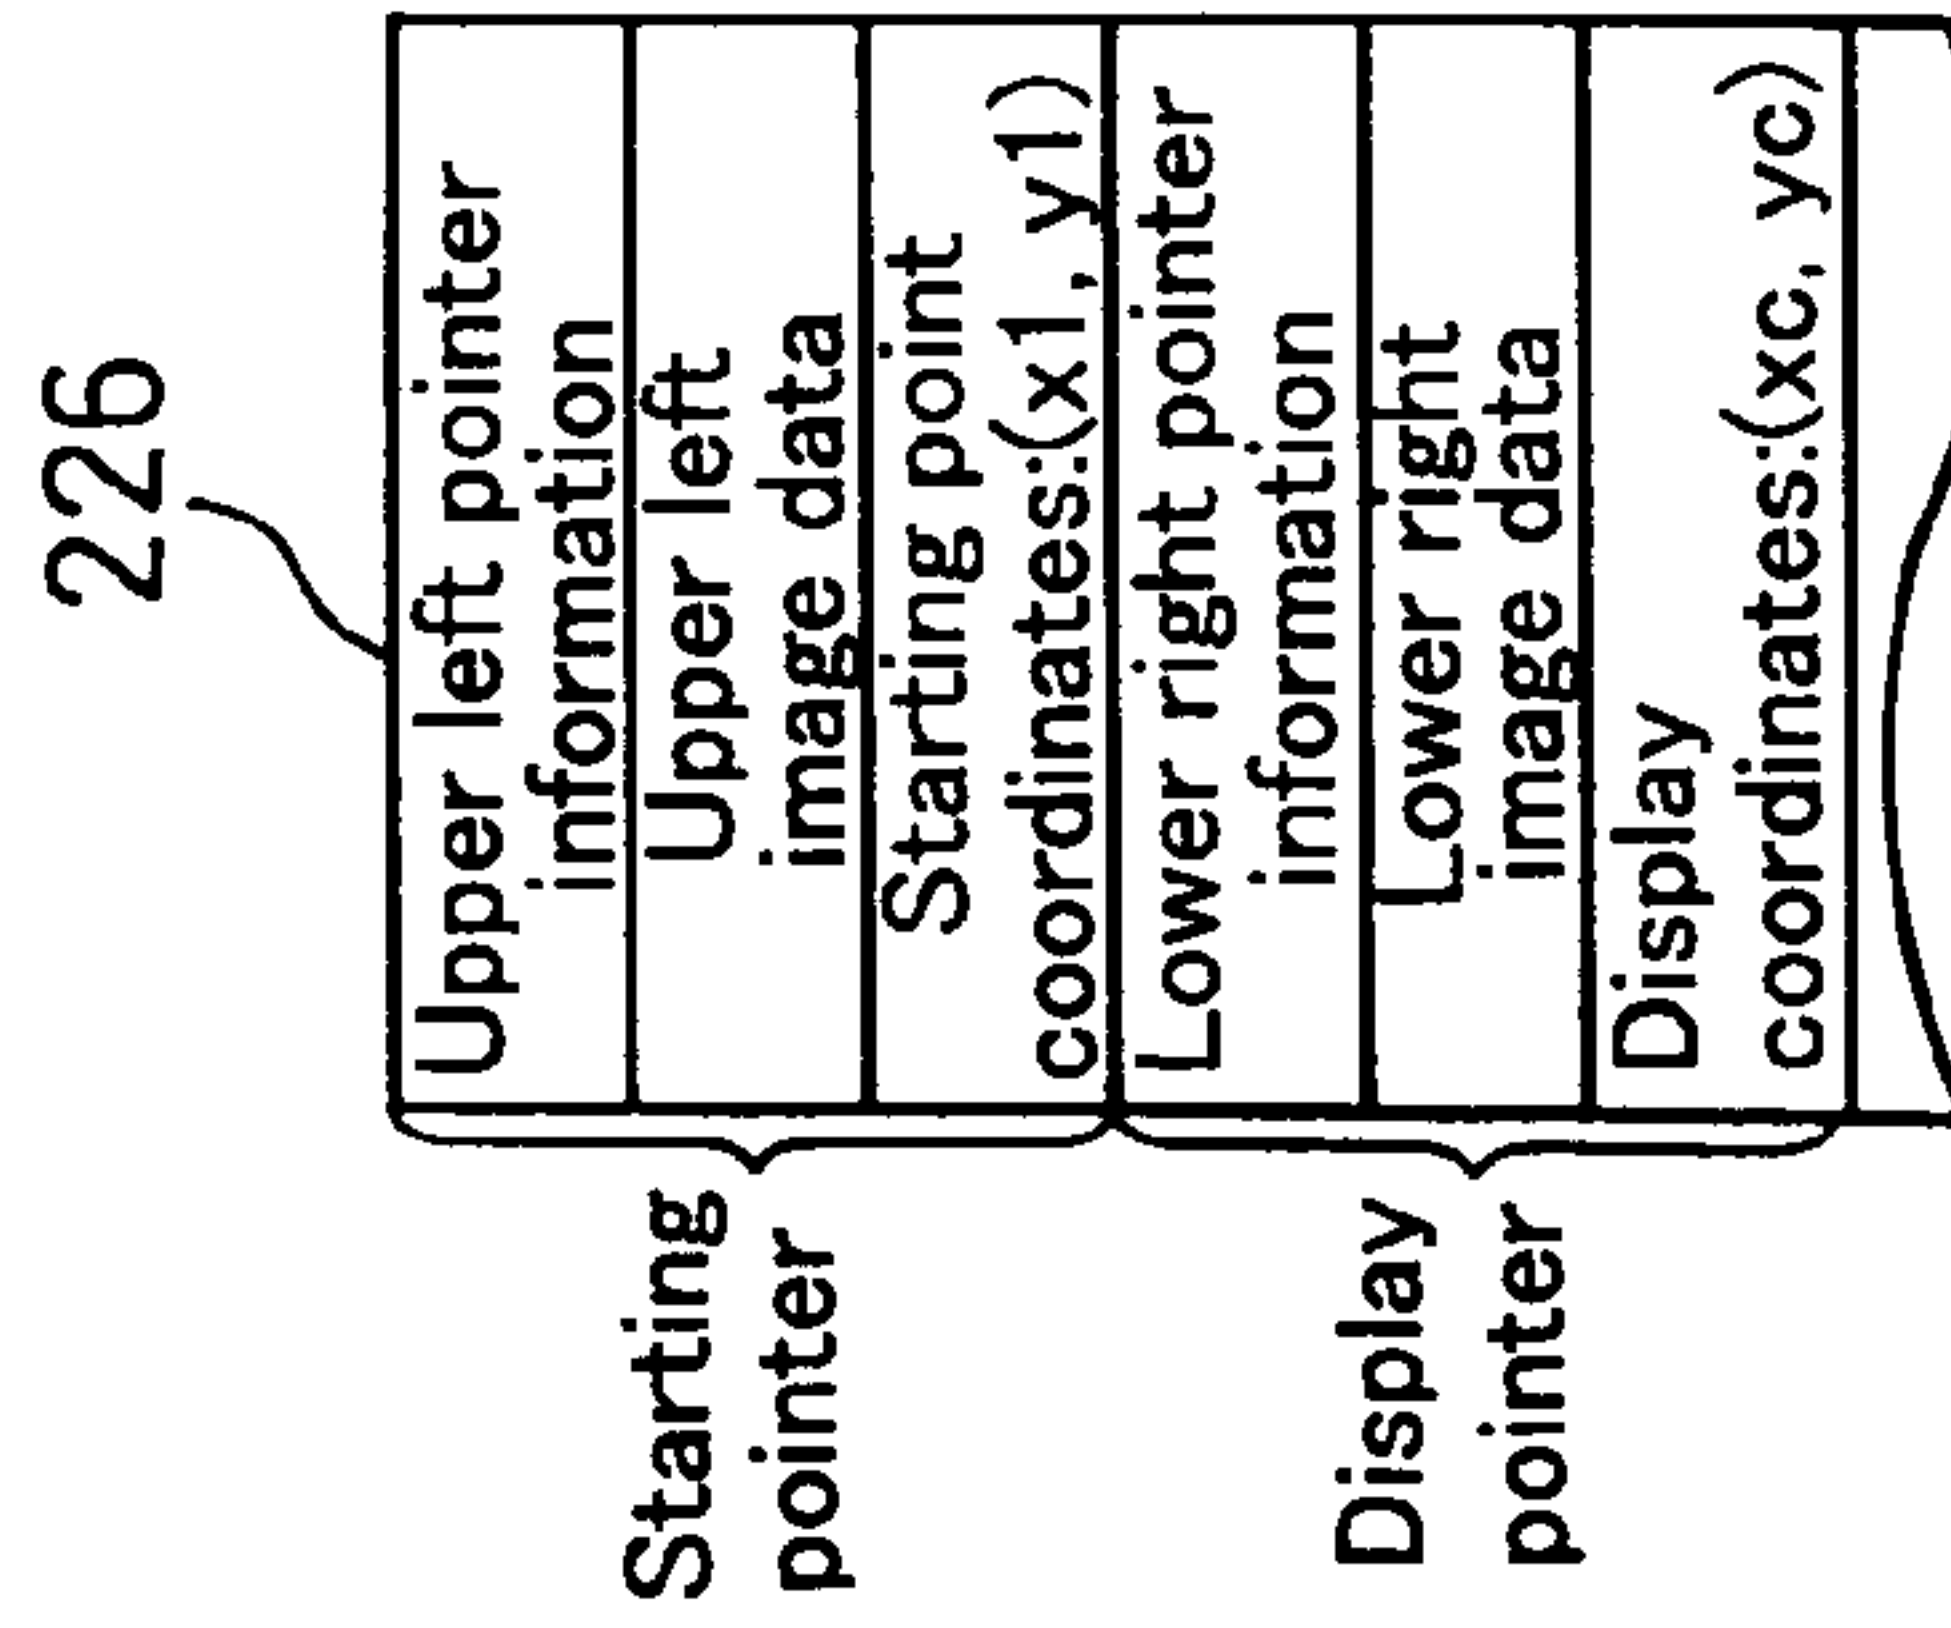 226
Starting
pointer
Upper left pointer
information
Upper left
image data
Starting point
coordinates:(x1, y1)
Display
pointer
Lower right pointer
information
Lower right
image data
Display
coordinates:(xc, yc)